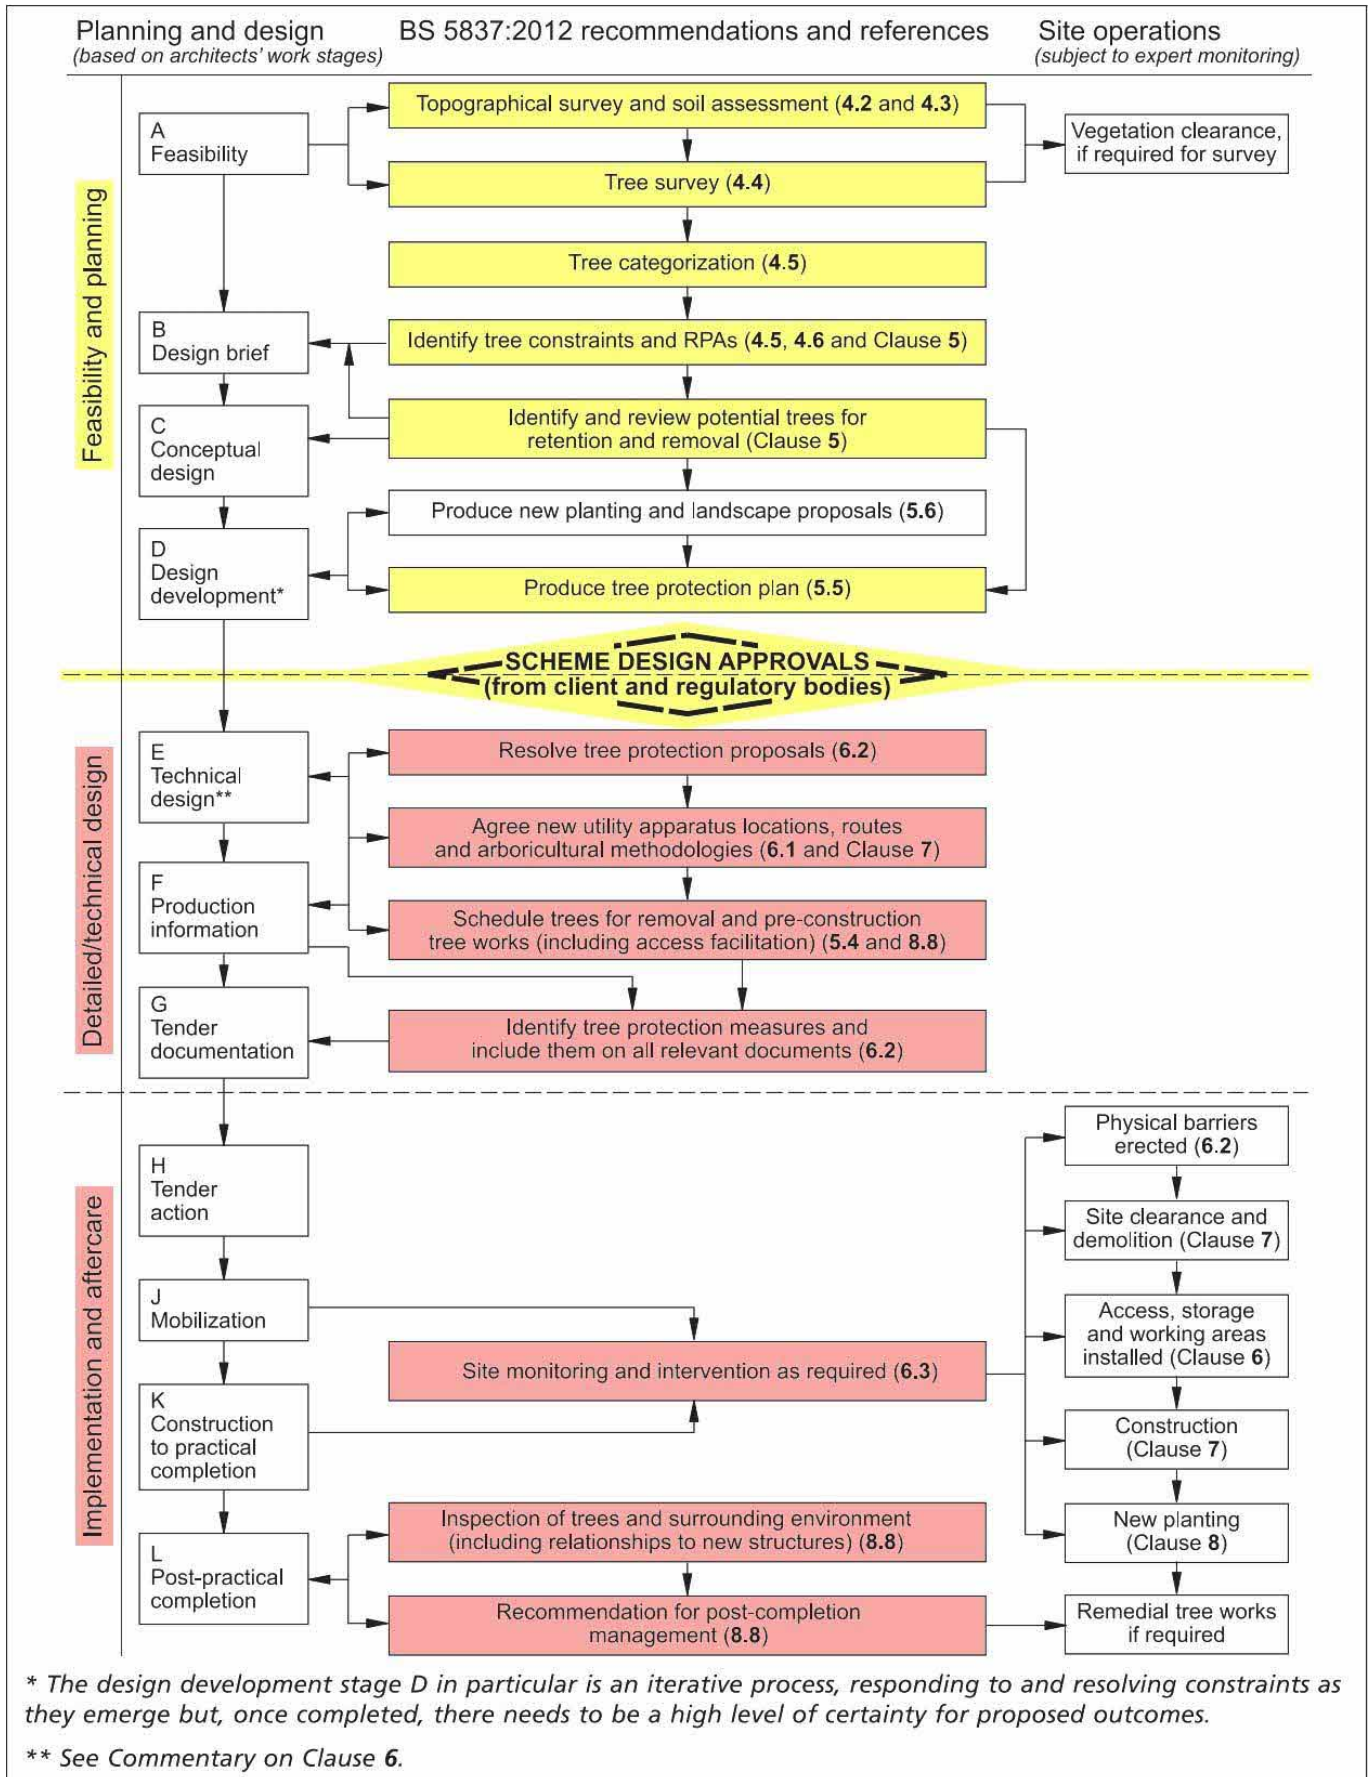 Planning and design
(based on architects' work stages)
BS 5837:2012 recommendations and references
Site operations
(subject to expert monitoring)
Feasibility and planning
A
Feasibility
Topographical survey and soil assessment (4.2 and 4.3)
Vegetation clearance,
if required for survey
Tree survey (4.4)
Tree categorization (4.5)
B
Design brief
Identify tree constraints and RPAs (4.5, 4.6 and Clause 5)
C
Conceptual
design
Identify and review potential trees for
retention and removal (Clause 5)
Produce new planting and landscape proposals (5.6)
D
Design
development*
Produce tree protection plan (5.5)
SCHEME DESIGN APPROVALS
(from client and regulatory bodies)
Detailed/technical design
E
Technical
design**
Resolve tree protection proposals (6.2)
Agree new utility apparatus locations, routes
and arboricultural methodologies (6.1 and Clause 7)
F
Production
information
Schedule trees for removal and pre-construction
tree works (including access facilitation) (5.4 and 8.8)
G
Tender
documentation
Identify tree protection measures and
include them on all relevant documents (6.2)
Implementation and aftercare
H
Tender
action
Physical barriers
erected (6.2)
Site clearance and
demolition (Clause 7)
J
Mobilization
Access, storage
and working areas
installed (Clause 6)
Site monitoring and intervention as required (6.3)
K
Construction
to practical
completion
Construction
(Clause 7)
New planting
(Clause 8)
L
Post-practical
completion
Inspection of trees and surrounding environment
(including relationships to new structures) (8.8)
Recommendation for post-completion
management (8.8)
Remedial tree works
if required
* The design development stage D in particular is an iterative process, responding to and resolving constraints as
they emerge but, once completed, there needs to be a high level of certainty for proposed outcomes.
** See Commentary on Clause 6.